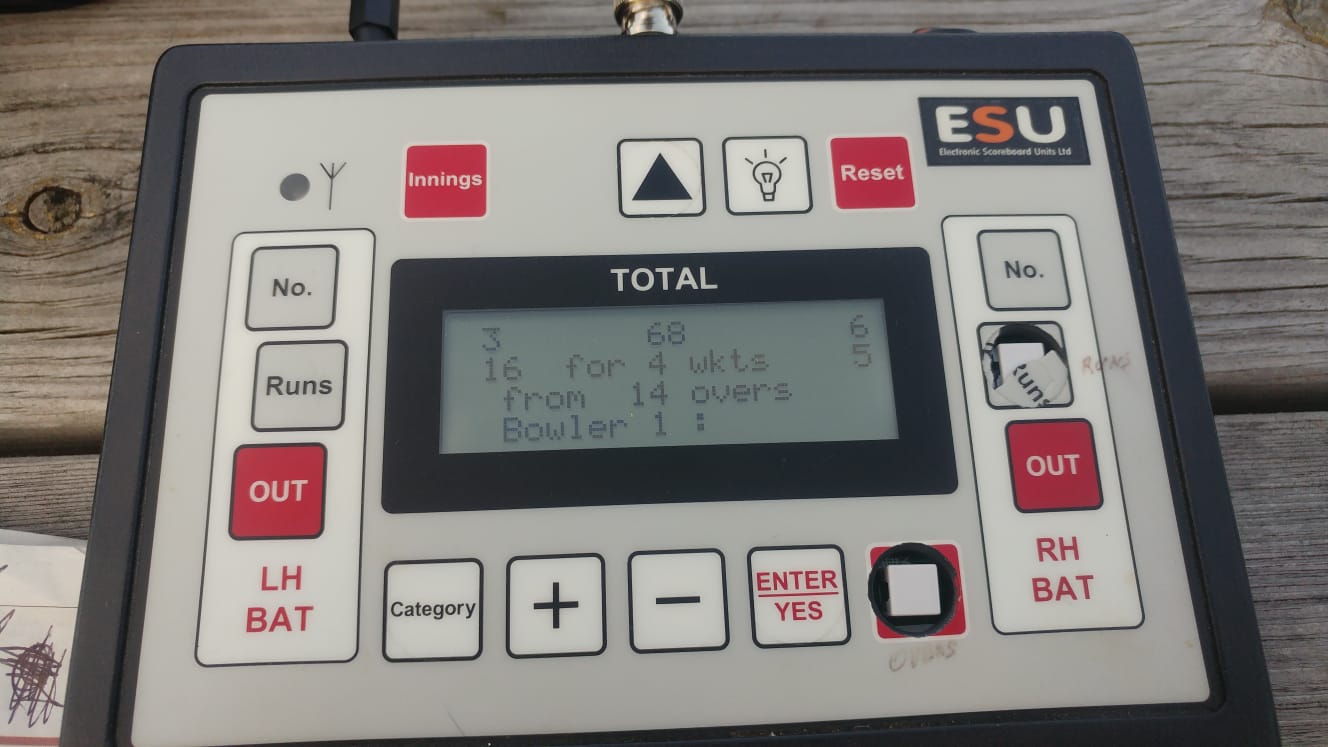 ESU
Electronic Scoreboard Units Ltd
Innings
Reset
No.
TOTAL
No.
3 68 6
16 for 4 wkts 5
from 14 overs
Bowler 1 :
Runs
Runs
RUNS
OUT
OUT
LH
BAT
RH
BAT
Category
+
−
ENTER
YES
OVERS